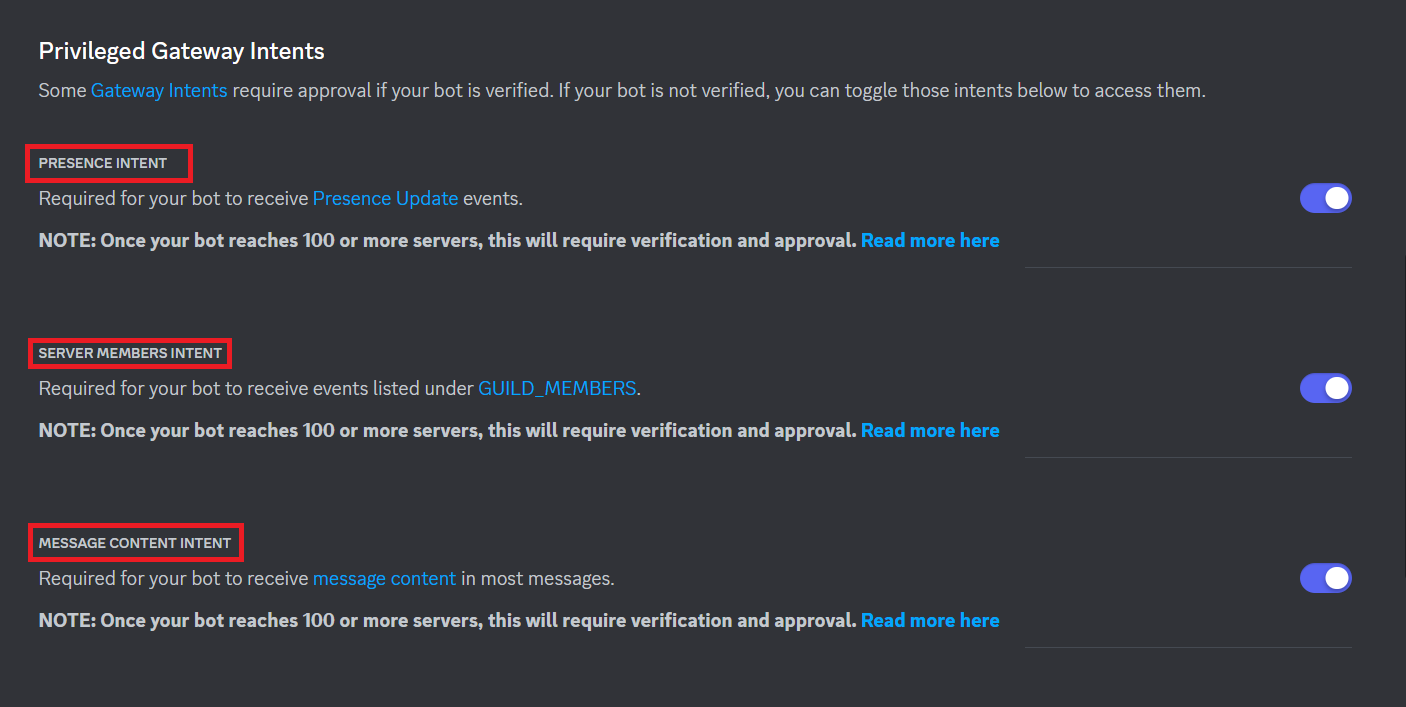 Privileged Gateway Intents
Some Gateway Intents require approval if your bot is verified. If your bot is not verified, you can toggle those intents below to access them.
PRESENCE INTENT
Required for your bot to receive Presence Update events.
NOTE: Once your bot reaches 100 or more servers, this will require verification and approval. Read more here
SERVER MEMBERS INTENT
Required for your bot to receive events listed under GUILD_MEMBERS.
NOTE: Once your bot reaches 100 or more servers, this will require verification and approval. Read more here
MESSAGE CONTENT INTENT
Required for your bot to receive message content in most messages.
NOTE: Once your bot reaches 100 or more servers, this will require verification and approval. Read more here